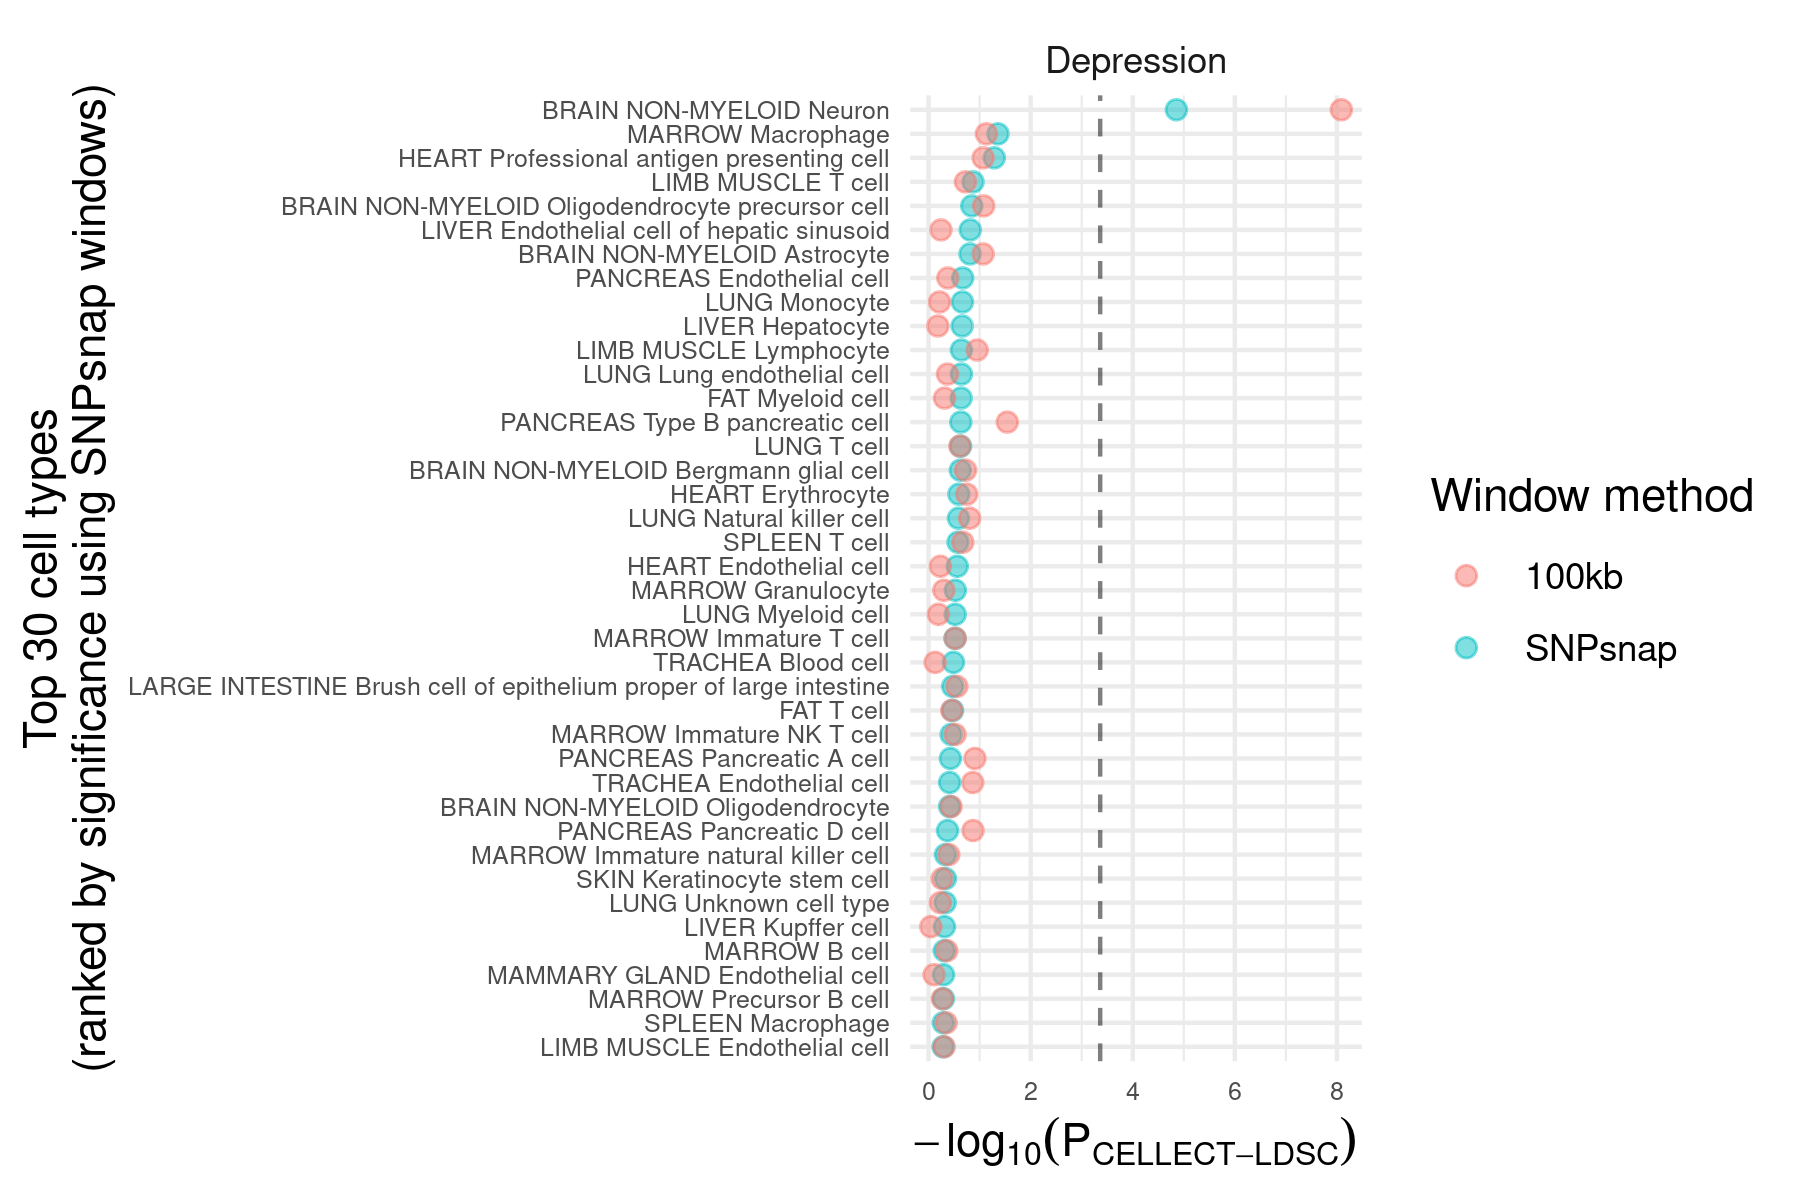 Depression
Top 30 cell types
(ranked by significance using SNPsnap windows)
BRAIN NON-MYELOID Neuron
MARROW Macrophage
HEART Professional antigen presenting cell
LIMB MUSCLE T cell
BRAIN NON-MYELOID Oligodendrocyte precursor cell
LIVER Endothelial cell of hepatic sinusoid
BRAIN NON-MYELOID Astrocyte
PANCREAS Endothelial cell
LUNG Monocyte
LIVER Hepatocyte
LIMB MUSCLE Lymphocyte
LUNG Lung endothelial cell
FAT Myeloid cell
PANCREAS Type B pancreatic cell
LUNG T cell
BRAIN NON-MYELOID Bergmann glial cell
HEART Erythrocyte
LUNG Natural killer cell
SPLEEN T cell
HEART Endothelial cell
MARROW Granulocyte
LUNG Myeloid cell
MARROW Immature T cell
TRACHEA Blood cell
LARGE INTESTINE Brush cell of epithelium proper of large intestine
FAT T cell
MARROW Immature NK T cell
PANCREAS Pancreatic A cell
TRACHEA Endothelial cell
BRAIN NON-MYELOID Oligodendrocyte
PANCREAS Pancreatic D cell
MARROW Immature natural killer cell
SKIN Keratinocyte stem cell
LUNG Unknown cell type
LIVER Kupffer cell
MARROW B cell
MAMMARY GLAND Endothelial cell
MARROW Precursor B cell
SPLEEN Macrophage
LIMB MUSCLE Endothelial cell
0 2 4 6 8
−log10(PCELLECT−LDSC)
Window method
100kb
SNPsnap